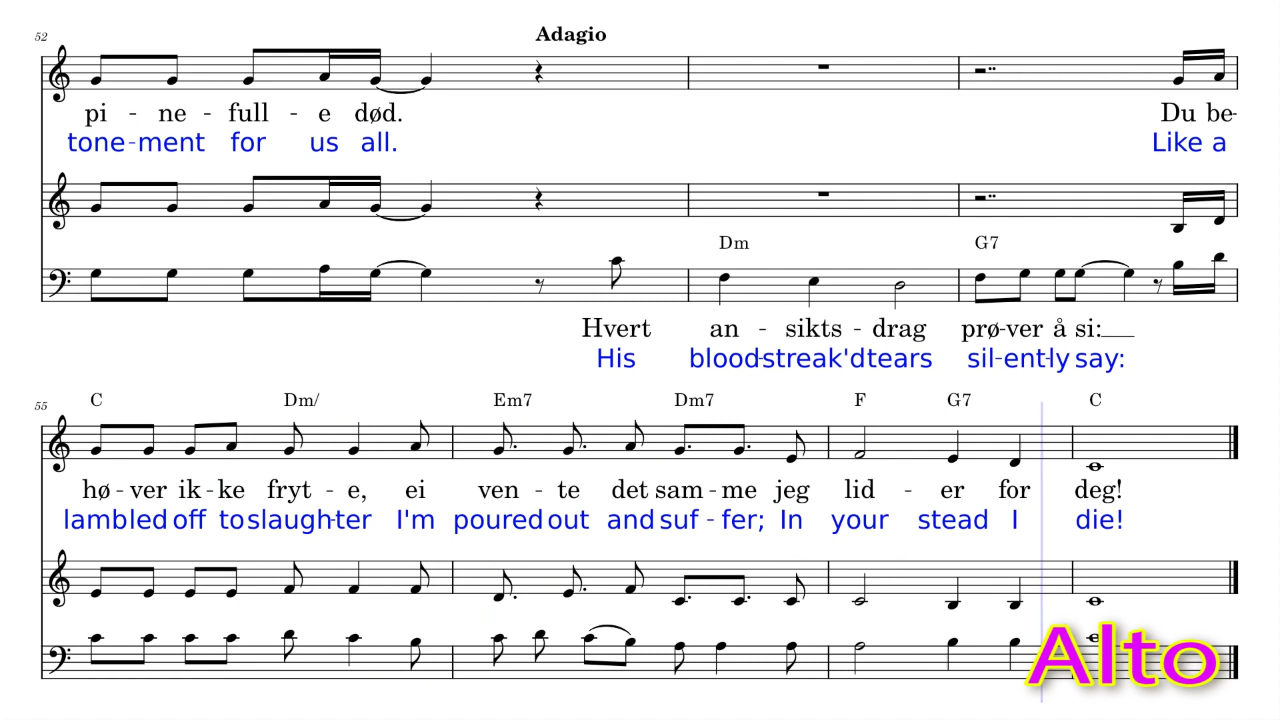 Adagio
52
pi - ne - full - e død. Du be-
tone-ment for us all. Like a
Dm G7
Hvert an - sikts - drag prø-ver å si:
His blood-streak'd tears sil-ent-ly say:
C Dm/ Em7 Dm7 F G7 C
55
hø - ver ik - ke fryt - e, ei ven - te det sam - me jeg lid - er for deg!
lamb led off to slaugh-ter I'm poured out and suf - fer; In your stead I die!
Alto